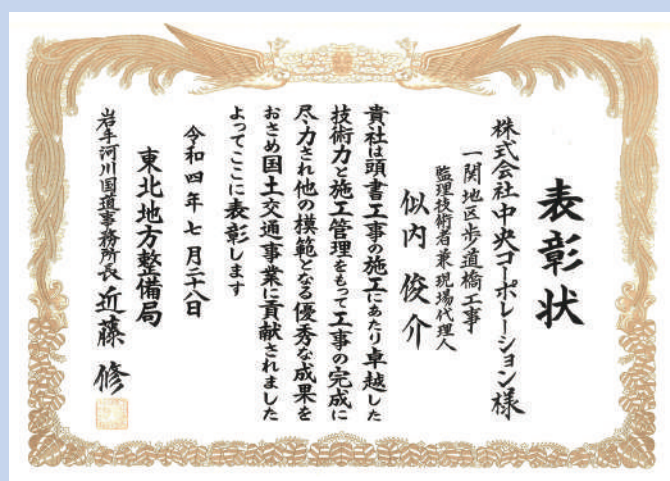 表彰状
株式会社中央コーポレーション様
一関地区歩道橋工事
監理技術者兼現場代理人
似内俊介
貴社は頭書工事の施工にあたり卓越した
技術力と施工管理をもって工事の完成に
尽力され他の模範となる優秀な成果を
おさめ国土交通事業に貢献されました
よってここに表彰します
令和四年七月二十八日
東北地方整備局
岩手河川国道事務所長 近藤修